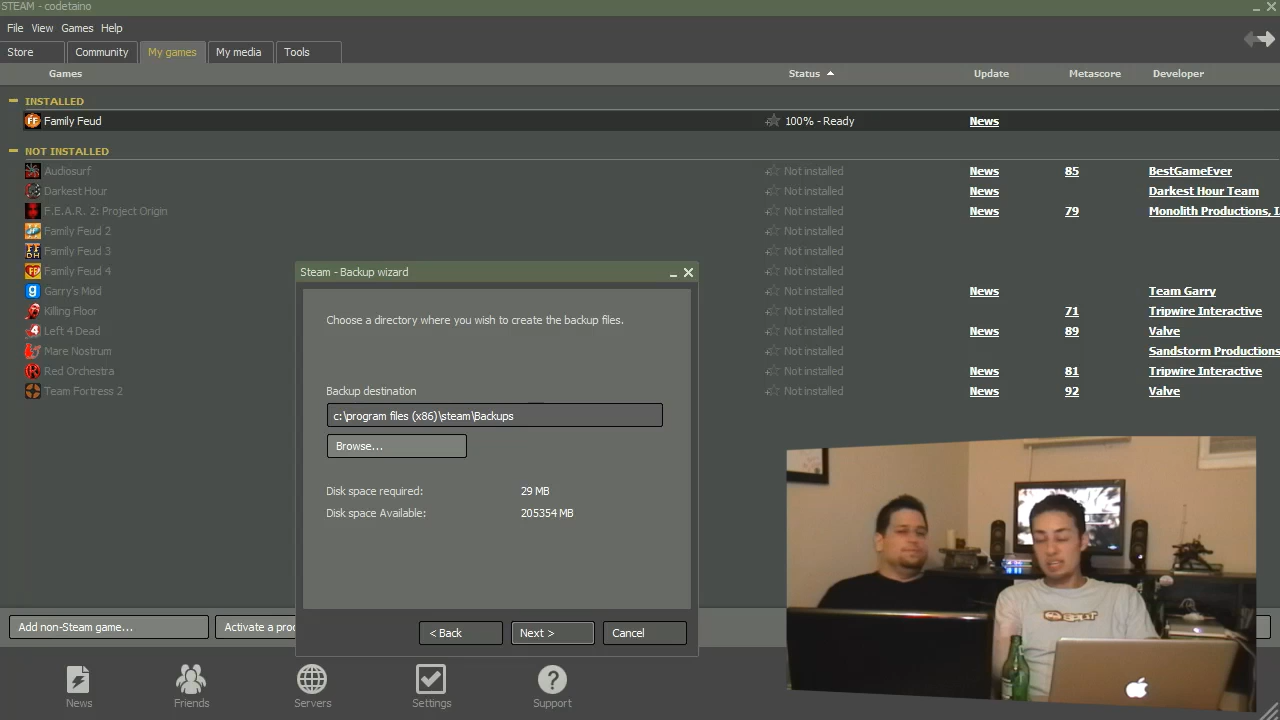 STEAM - codetaino
File View Games Help
Store Community My games My media Tools
Games Status Update Metascore Developer
INSTALLED
Family Feud 100% - Ready News
NOT INSTALLED
Audiosurf Not installed News 85 BestGameEver
Darkest Hour Not installed News Darkest Hour Team
F.E.A.R. 2: Project Origin Not installed News 79 Monolith Productions, I
Family Feud 2 Not installed
Family Feud 3 Not installed
Family Feud 4 Not installed
Garry's Mod Not installed News Team Garry
Killing Floor Not installed 71 Tripwire Interactive
Left 4 Dead Not installed News 89 Valve
Mare Nostrum Not installed Sandstorm Productions
Red Orchestra Not installed News 81 Tripwire Interactive
Team Fortress 2 Not installed News 92 Valve
Steam - Backup wizard
Choose a directory where you wish to create the backup files.
Backup destination
c:\program files (x86)\steam\Backups
Browse...
Disk space required: 29 MB
Disk space Available: 205354 MB
< Back Next > Cancel
Add non-Steam game... Activate a proc
News Friends Servers Settings Support